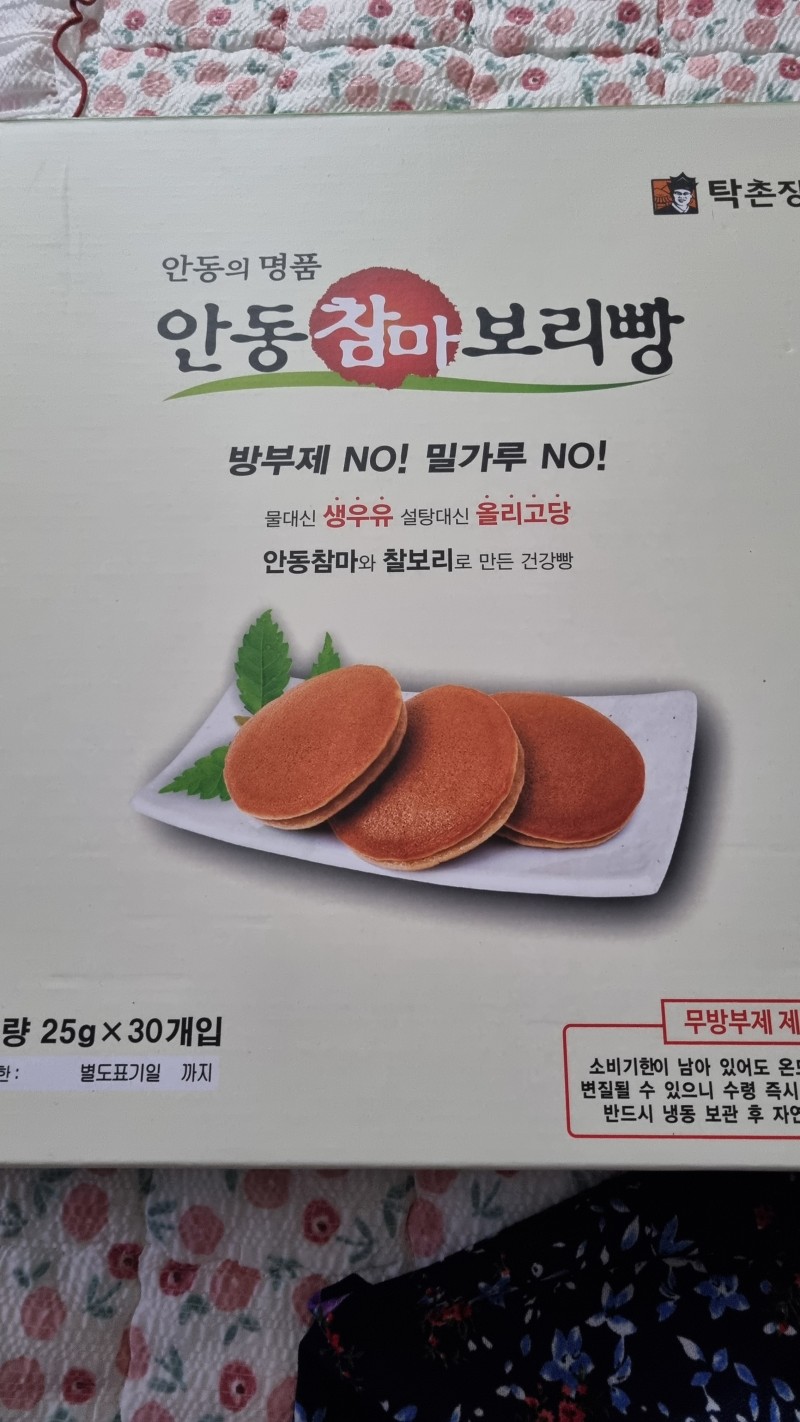 탁촌장
안동의 명품
안동참마보리빵
방부제 NO! 밀가루 NO!
물대신 생우유 설탕대신 올리고당
안동참마와 찰보리로 만든 건강빵
량 25g×30개입
한 : 별도표기일 까지
무방부제 제
소비기한이 남아 있어도
변질될 수 있으니 수령 즉시
반드시 냉동 보관 후